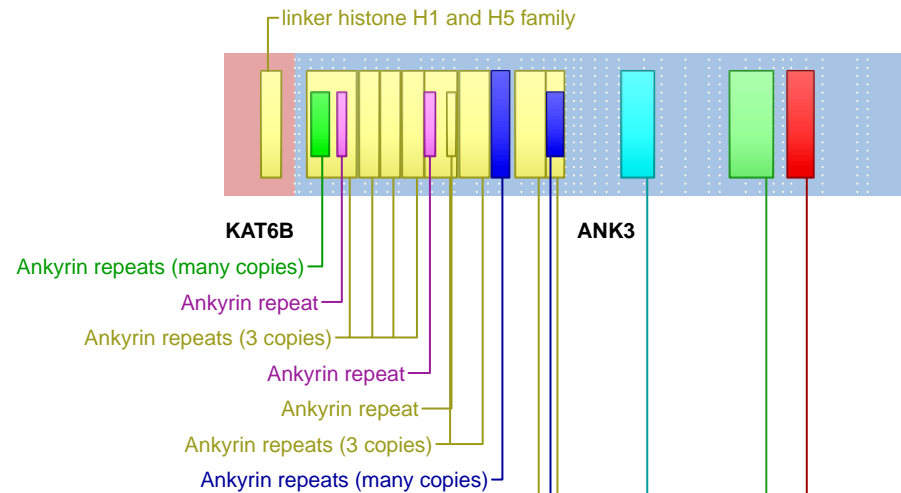 linker histone H1 and H5 family
KAT6B
ANK3
Ankyrin repeats (many copies)
Ankyrin repeat
Ankyrin repeats (3 copies)
Ankyrin repeat
Ankyrin repeat
Ankyrin repeats (3 copies)
Ankyrin repeats (many copies)